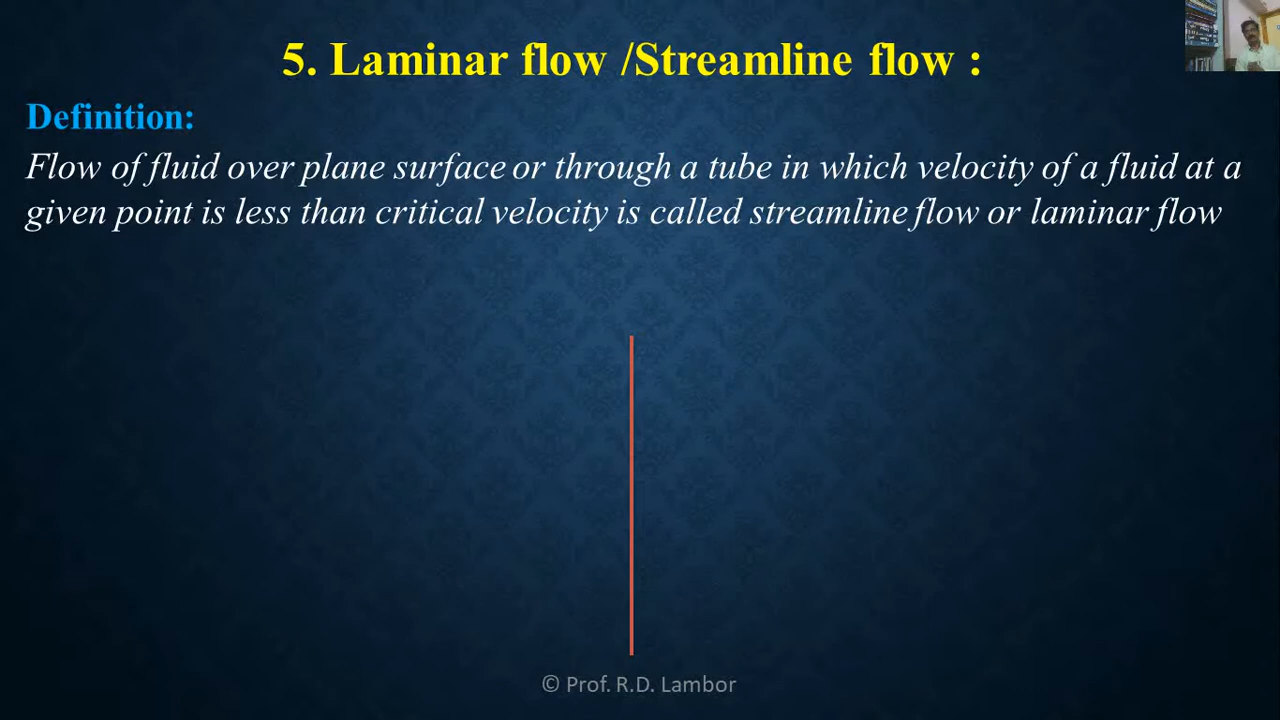 5. Laminar flow /Streamline flow :
Definition:
Flow of fluid over plane surface or through a tube in which velocity of a fluid at a
given point is less than critical velocity is called streamline flow or laminar flow
© Prof. R.D. Lambor